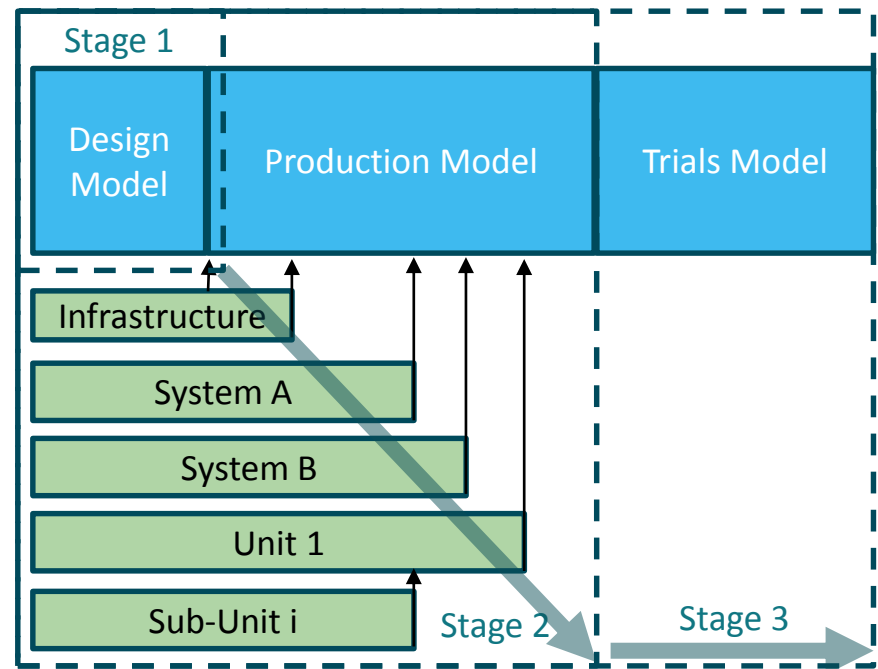 Stage 1
Design
Model
Production Model
Trials Model
Infrastructure
System A
System B
Unit 1
Sub-Unit i
Stage 2
Stage 3